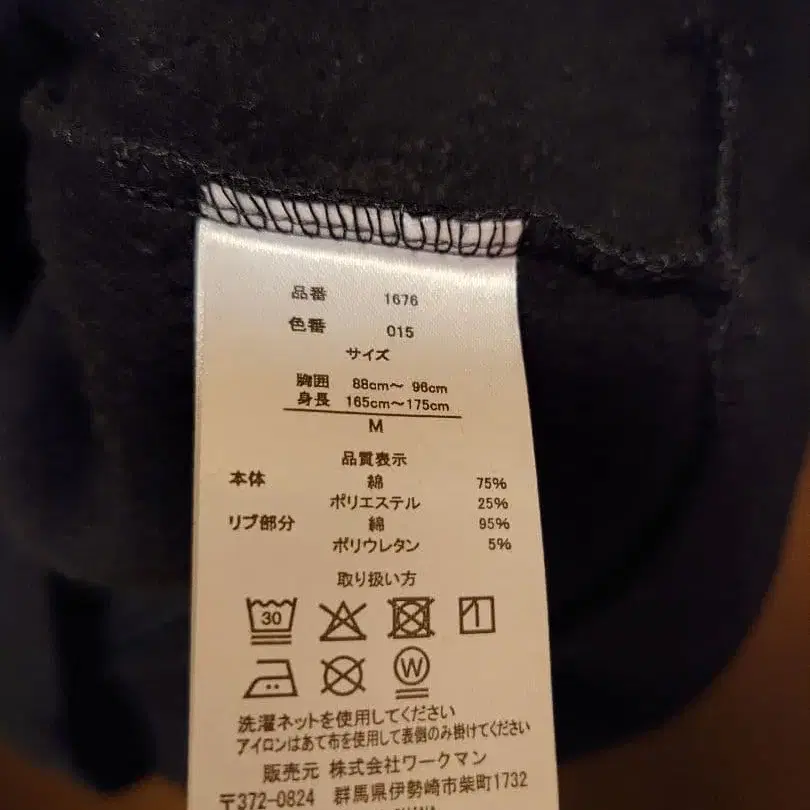 品番 1676
色番 015
サイズ
胸囲 88cm～ 96cm
身長 165cm～175cm
M
品質表示
本体 綿 75%
ポリエステル 25%
リブ部分 綿 95%
ポリウレタン 5%
取り扱い方
30
W
洗濯ネットを使用してください
アイロンはあて布を使用して表側のみ掛けてください
販売元 株式会社ワークマン
〒372-0824 群馬県伊勢崎市柴町1732